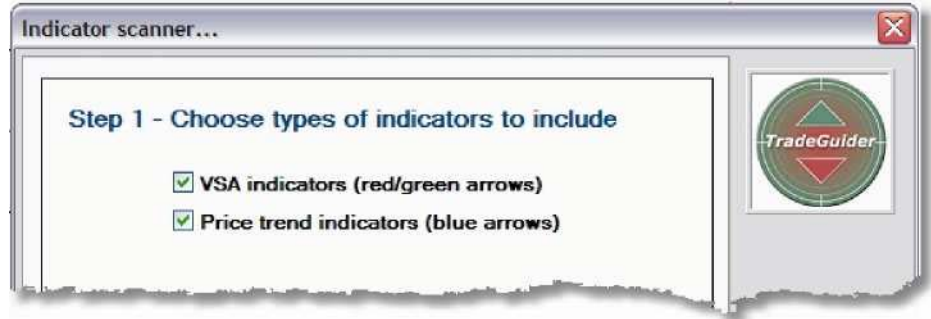 Indicator scanner...
TradeGuider
Step 1 - Choose types of indicators to include
VSA indicators (red/green arrows)
Price trend indicators (blue arrows)